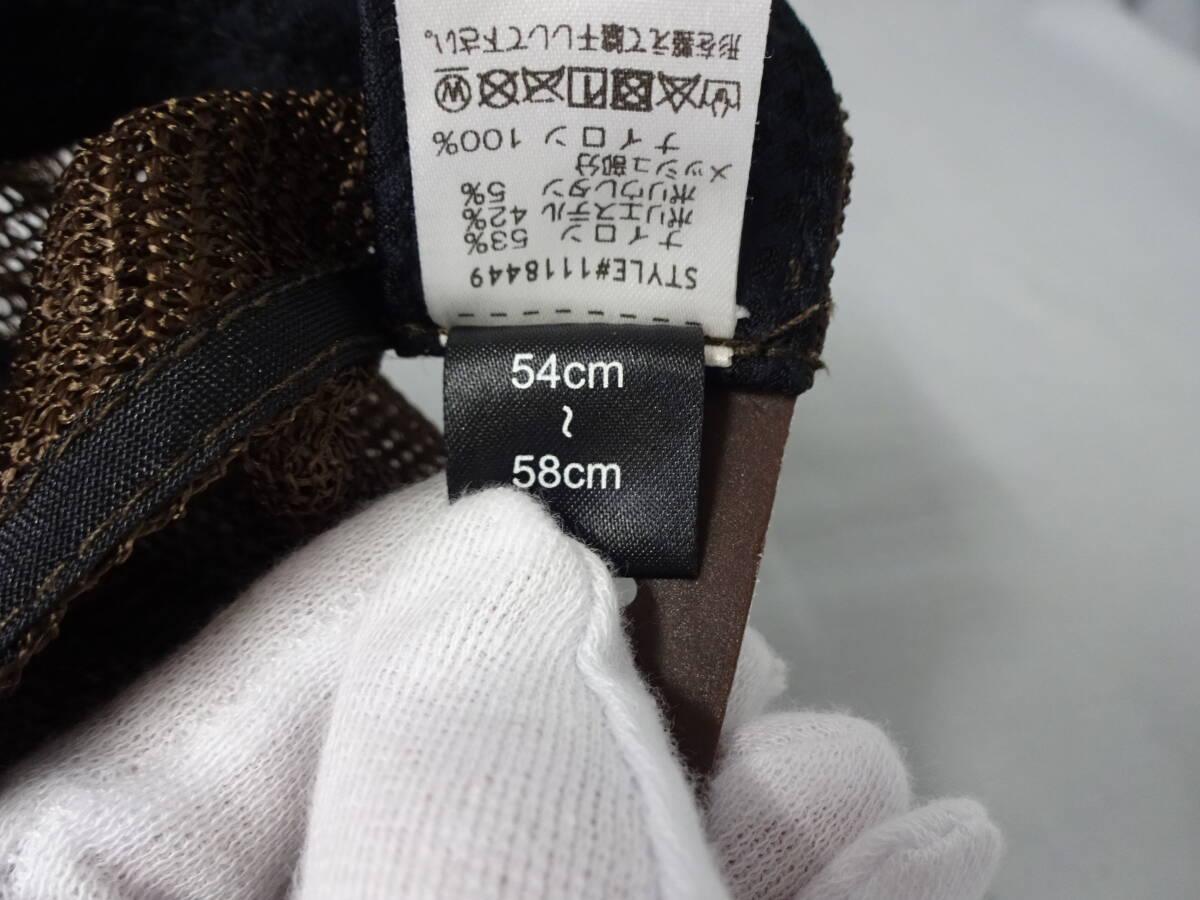 STYLE#1118449
ナイロン 53%
ポリエステル 42%
ポリウレタン 5%
メッシュ部分
ナイロン 100%
W
形を整えて陰干しして下さい。
54cm
~
58cm